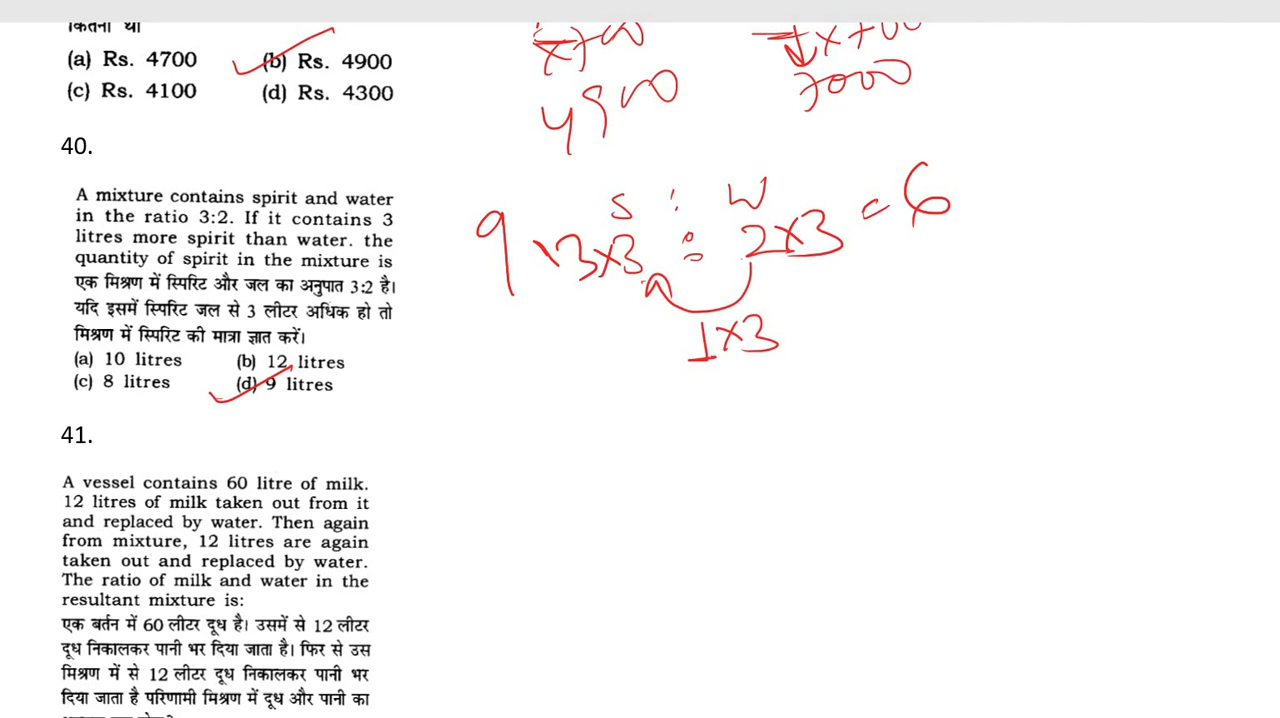 कितना था
(a) Rs. 4700 (b) Rs. 4900
(c) Rs. 4100 (d) Rs. 4300
4900
7000
40.
A mixture contains spirit and water
in the ratio 3:2. If it contains 3
litres more spirit than water. the
quantity of spirit in the mixture is
एक मिश्रण में स्पिरिट और जल का अनुपात 3:2 है।
यदि इसमें स्पिरिट जल से 3 लीटर अधिक हो तो
मिश्रण में स्पिरिट की मात्रा ज्ञात करें।
(a) 10 litres (b) 12 litres
(c) 8 litres (d) 9 litres
S : W
9 3×3 : 2×3 = 6
1×3
41.
A vessel contains 60 litre of milk.
12 litres of milk taken out from it
and replaced by water. Then again
from mixture, 12 litres are again
taken out and replaced by water.
The ratio of milk and water in the
resultant mixture is:
एक बर्तन में 60 लीटर दूध है। उसमें से 12 लीटर
दूध निकालकर पानी भर दिया जाता है। फिर से उस
मिश्रण में से 12 लीटर दूध निकालकर पानी भर
दिया जाता है परिणामी मिश्रण में दूध और पानी का